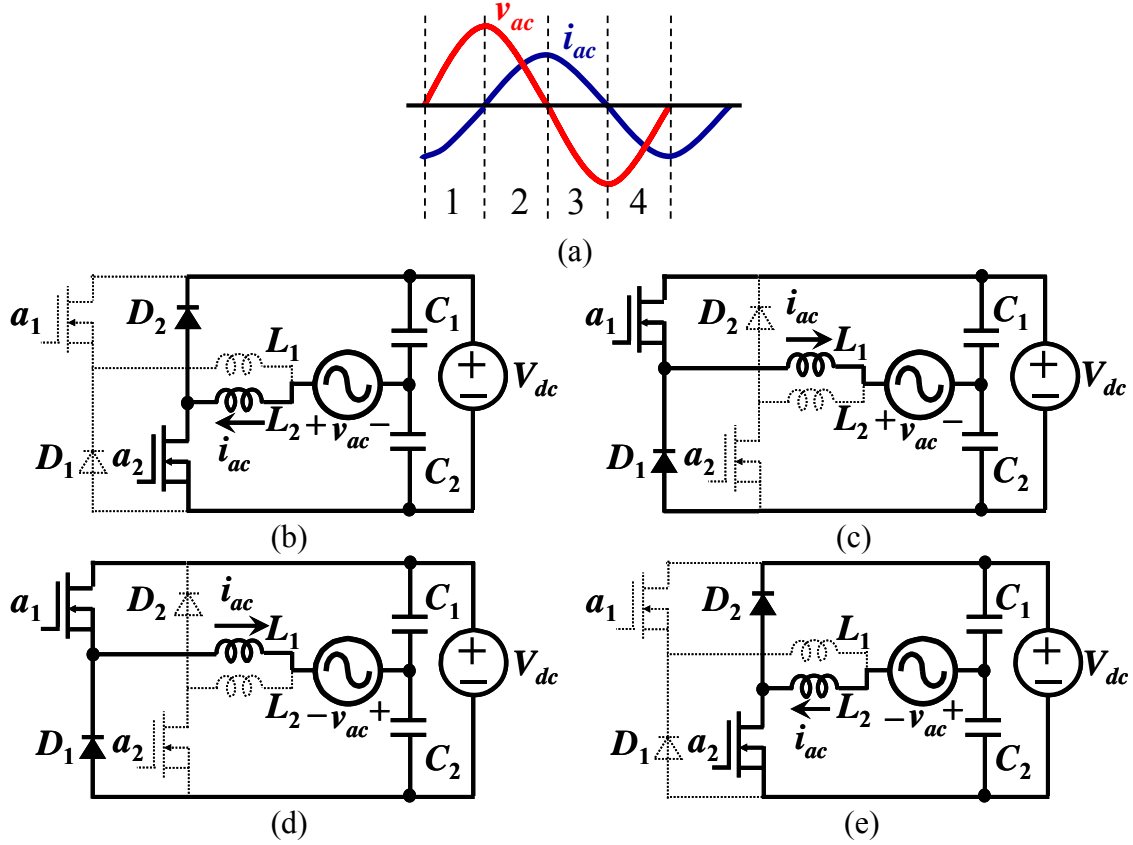 v_ac
i_ac
1 2 3 4
(a)
a_1 D_2 C_1
L_1
+ V_dc
−
L_2 + v_ac −
D_1 a_2 i_ac C_2
(b)
a_1 D_2 i_ac C_1
L_1
+ V_dc
−
L_2 + v_ac −
D_1 a_2 C_2
(c)
a_1 D_2 i_ac C_1
L_1
+ V_dc
−
L_2 − v_ac +
D_1 a_2 C_2
(d)
a_1 D_2 C_1
L_1
+ V_dc
−
L_2 − v_ac +
D_1 a_2 i_ac C_2
(e)